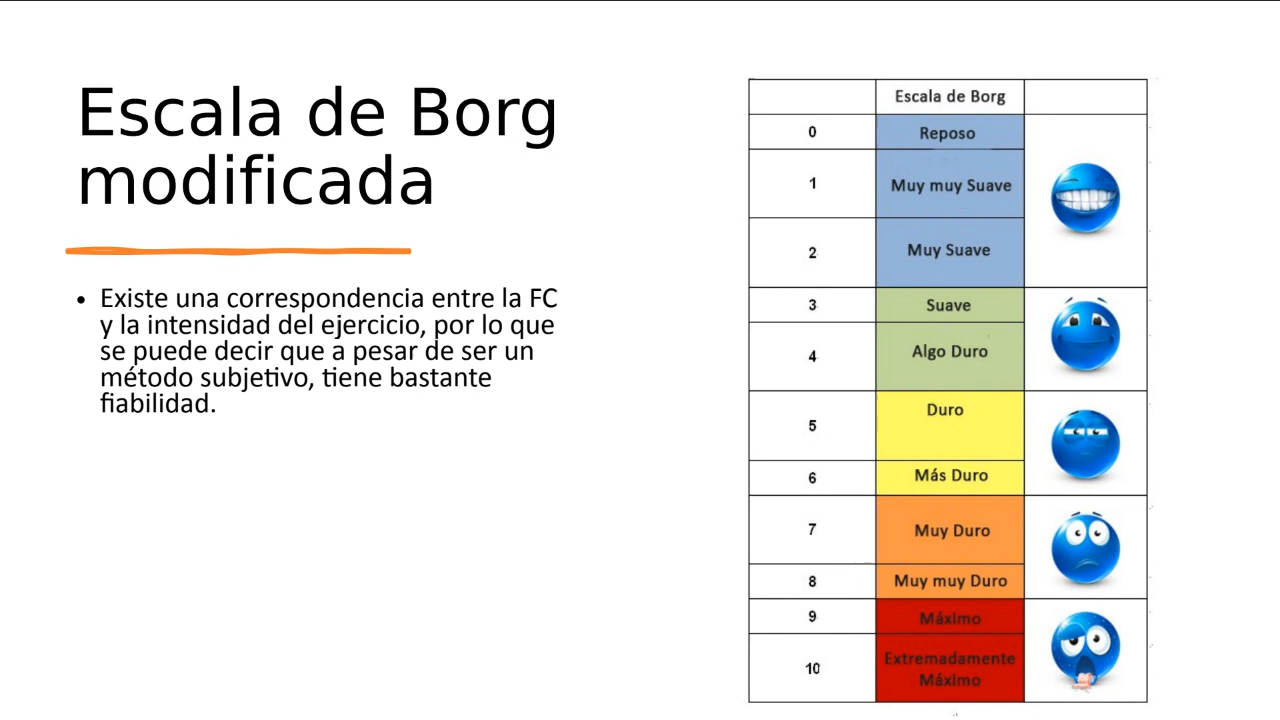 Escala de Borg
modificada
• Existe una correspondencia entre la FC
y la intensidad del ejercicio, por lo que
se puede decir que a pesar de ser un
método subjetivo, tiene bastante
fiabilidad.
Escala de Borg
0 Reposo
1 Muy muy Suave
2 Muy Suave
3 Suave
4 Algo Duro
5 Duro
6 Más Duro
7 Muy Duro
8 Muy muy Duro
9 Máximo
10 Extremadamente
Máximo